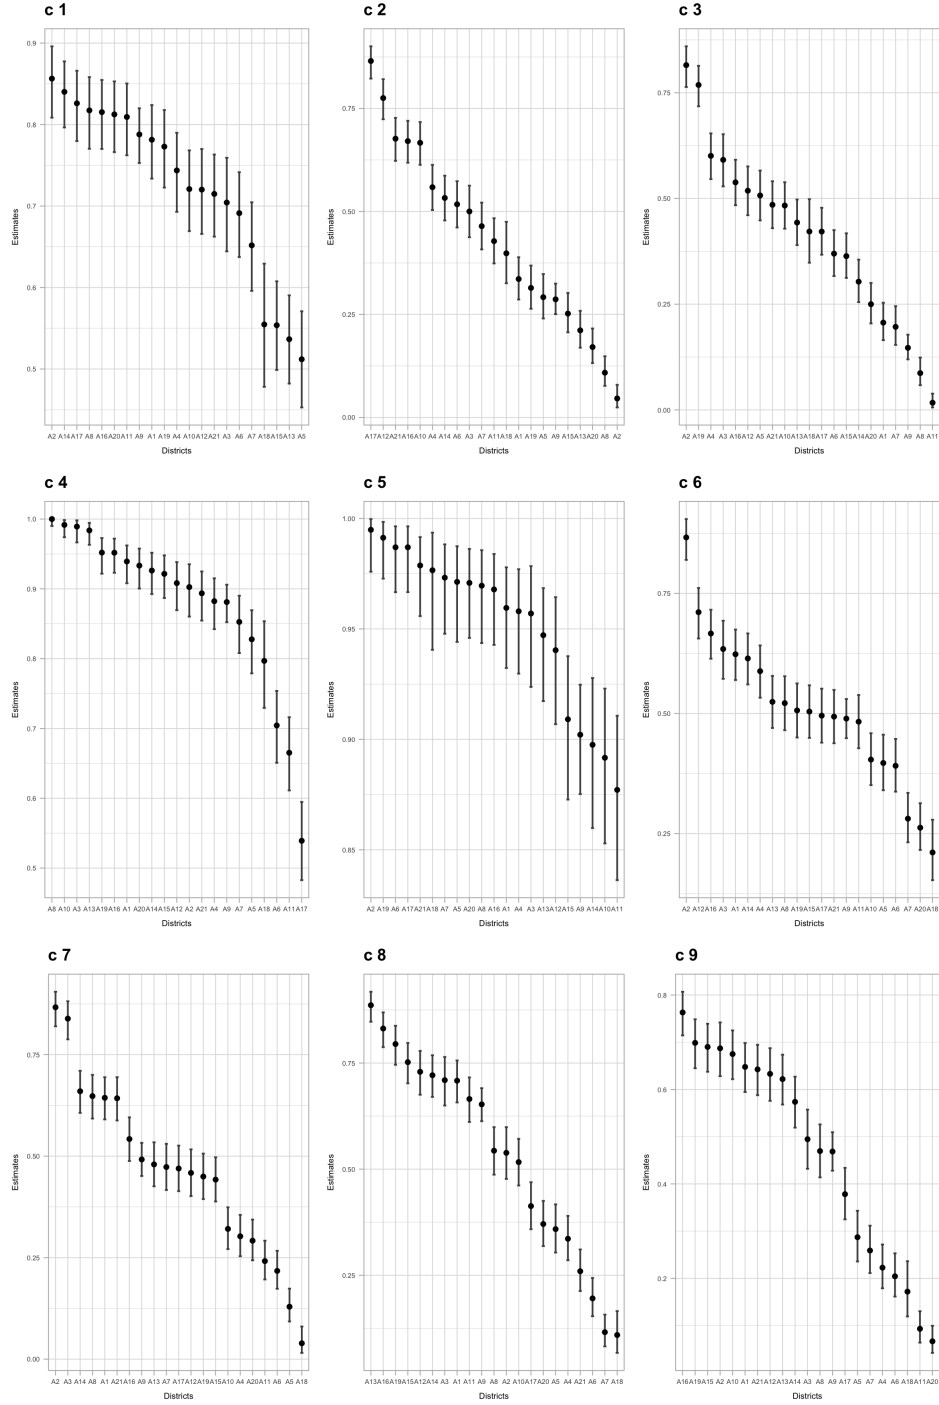 c 1
0.9
0.8
0.7
0.6
0.5
Estimates
A2 A14 A17 A8 A16 A20 A11 A9 A1 A19 A4 A10 A12 A21 A3 A6 A7 A18 A15 A13 A5
Districts
c 2
0.75
0.50
0.25
0.00
Estimates
A17 A12 A21 A16 A10 A4 A14 A6 A3 A7 A11 A18 A1 A19 A5 A9 A15 A13 A20 A8 A2
Districts
c 3
0.75
0.50
0.25
0.00
Estimates
A2 A19 A4 A3 A16 A12 A5 A21 A10 A13 A18 A17 A6 A15 A14 A20 A1 A7 A9 A8 A11
Districts
c 4
1.0
0.9
0.8
0.7
0.6
0.5
Estimates
A8 A10 A3 A13 A19 A16 A1 A20 A14 A15 A12 A2 A21 A4 A9 A7 A5 A18 A6 A11 A17
Districts
c 5
1.00
0.95
0.90
0.85
Estimates
A2 A19 A6 A17 A21 A18 A7 A5 A20 A8 A16 A1 A4 A3 A13 A12 A15 A9 A14 A10 A11
Districts
c 6
0.75
0.50
0.25
Estimates
A2 A12 A16 A3 A1 A14 A4 A13 A8 A19 A15 A17 A21 A9 A11 A10 A5 A6 A7 A20 A18
Districts
c 7
0.75
0.50
0.25
0.00
Estimates
A2 A3 A14 A8 A1 A21 A16 A9 A13 A7 A17 A12 A19 A15 A10 A4 A20 A11 A6 A5 A18
Districts
c 8
0.75
0.50
0.25
Estimates
A13 A16 A19 A15 A12 A14 A3 A1 A11 A9 A8 A2 A10 A17 A20 A5 A4 A21 A6 A7 A18
Districts
c 9
0.8
0.6
0.4
0.2
Estimates
A16 A19 A15 A2 A10 A1 A21 A12 A13 A14 A3 A8 A9 A17 A5 A7 A4 A6 A18 A11 A20
Districts